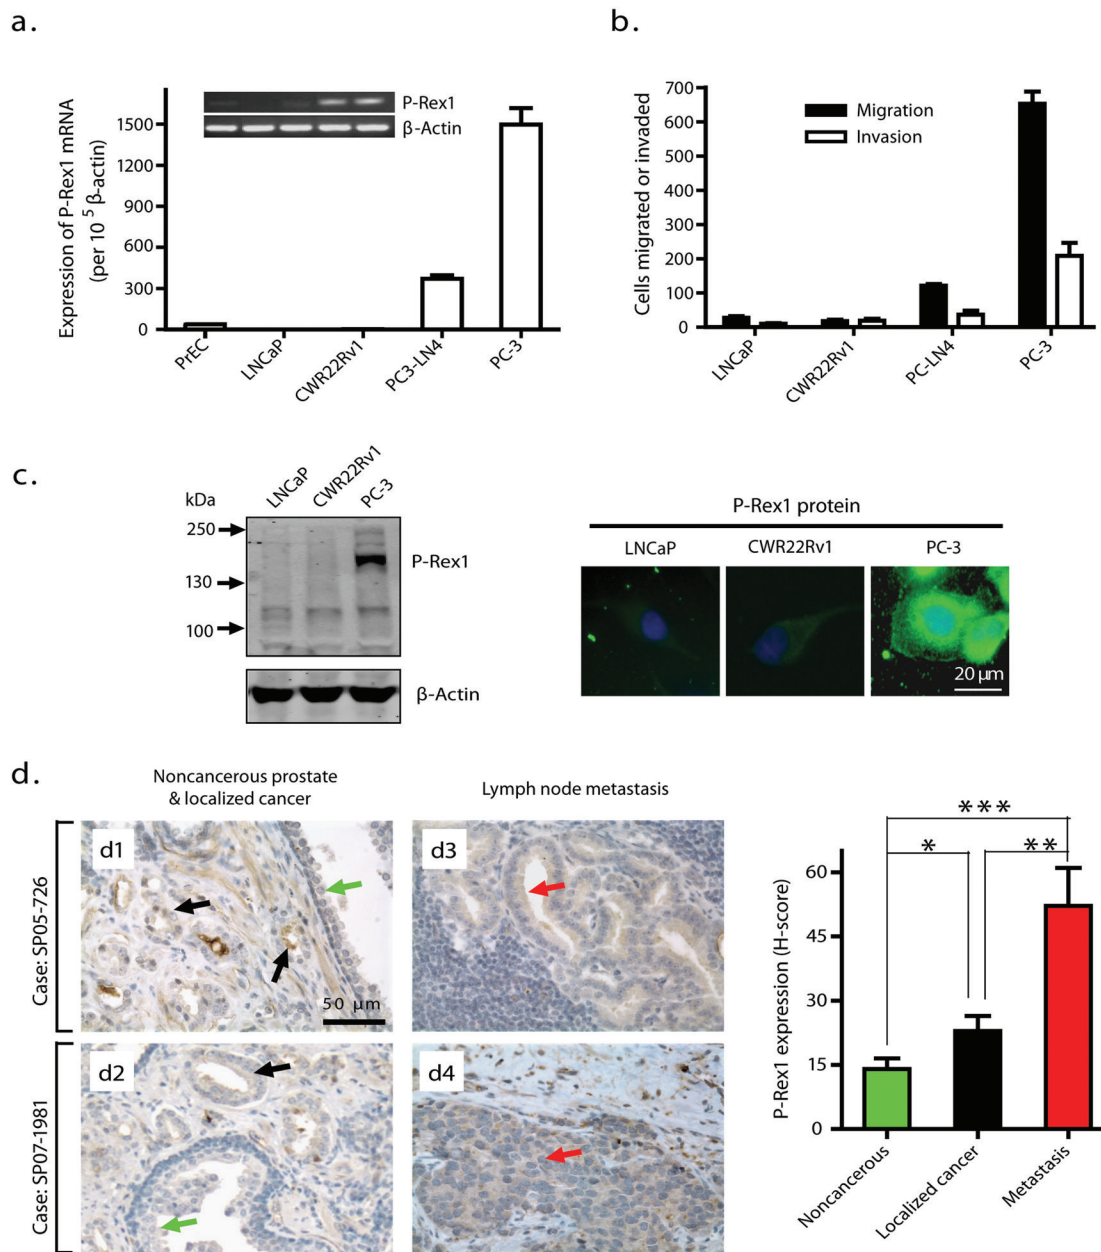 a.
P-Rex1
β-Actin
Expression of P-Rex1 mRNA
(per 10 5 β-actin)
1500
1200
900
600
300
0
PrEC
LNCaP
CWR22Rv1
PC3-LN4
PC-3
b.
Cells migrated or invaded
700
600
500
400
300
200
100
0
Migration
Invasion
LNCaP
CWR22Rv1
PC-LN4
PC-3
c.
kDa
LNCaP
CWR22Rv1
PC-3
250
130
100
P-Rex1
β-Actin
P-Rex1 protein
LNCaP
CWR22Rv1
PC-3
20 µm
d.
Noncancerous prostate
& localized cancer
Lymph node metastasis
Case: SP05-726
d1
50 µm
d3
Case: SP07-1981
d2
d4
P-Rex1 expression (H-score)
60
45
30
15
0
***
*
**
Noncancerous
Localized cancer
Metastasis